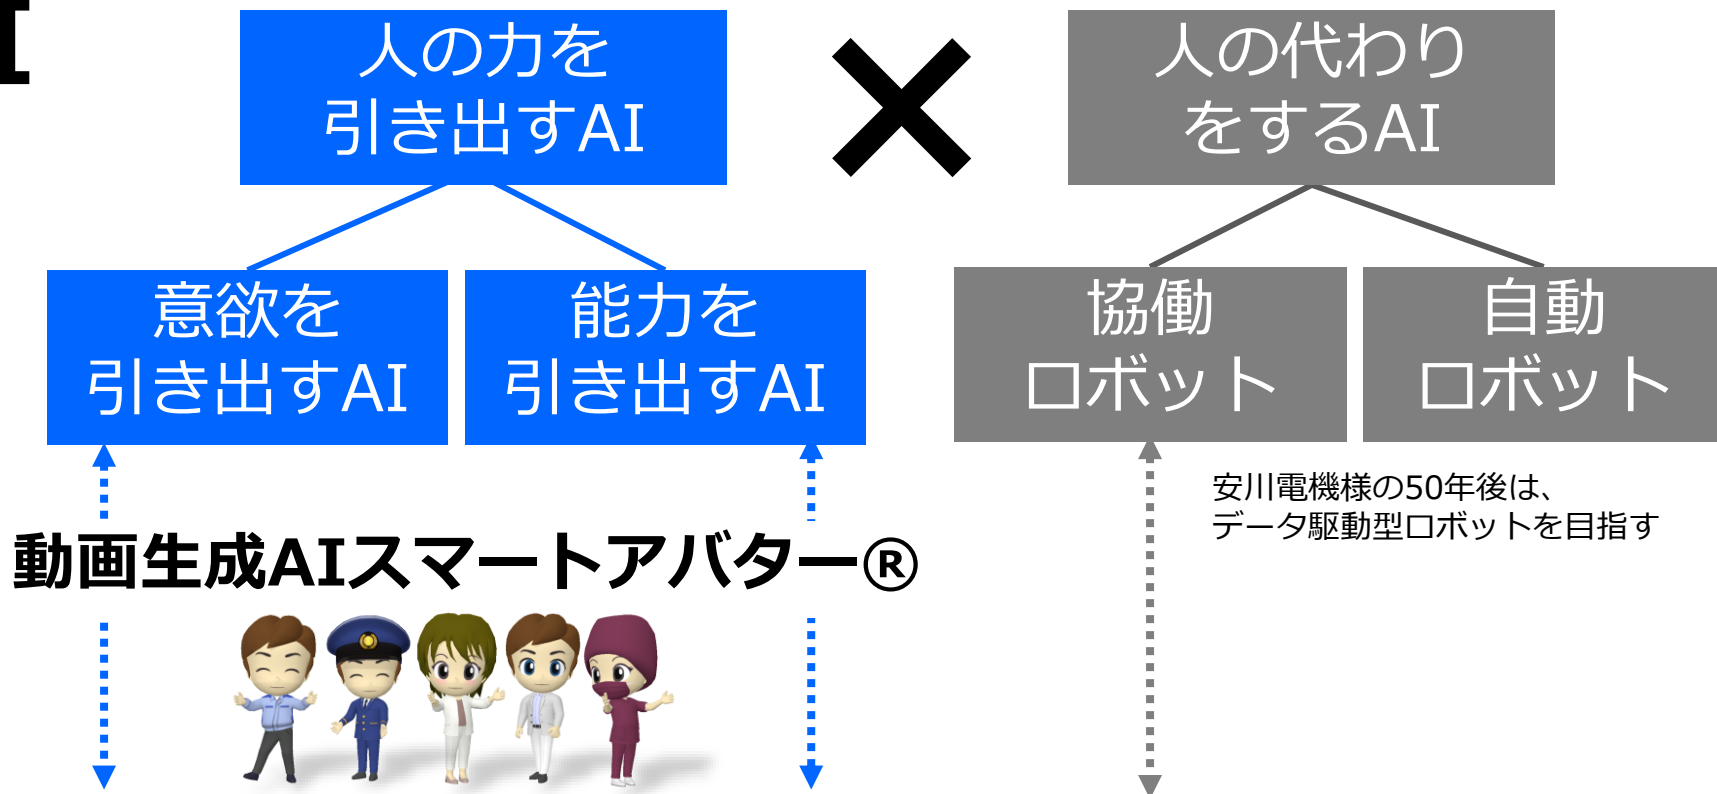 人の力を
引き出すAI
×
人の代わり
をするAI
意欲を
引き出すAI
能力を
引き出すAI
協働
ロボット
自動
ロボット
安川電機様の50年後は、
データ駆動型ロボットを目指す
動画生成AIスマートアバター®